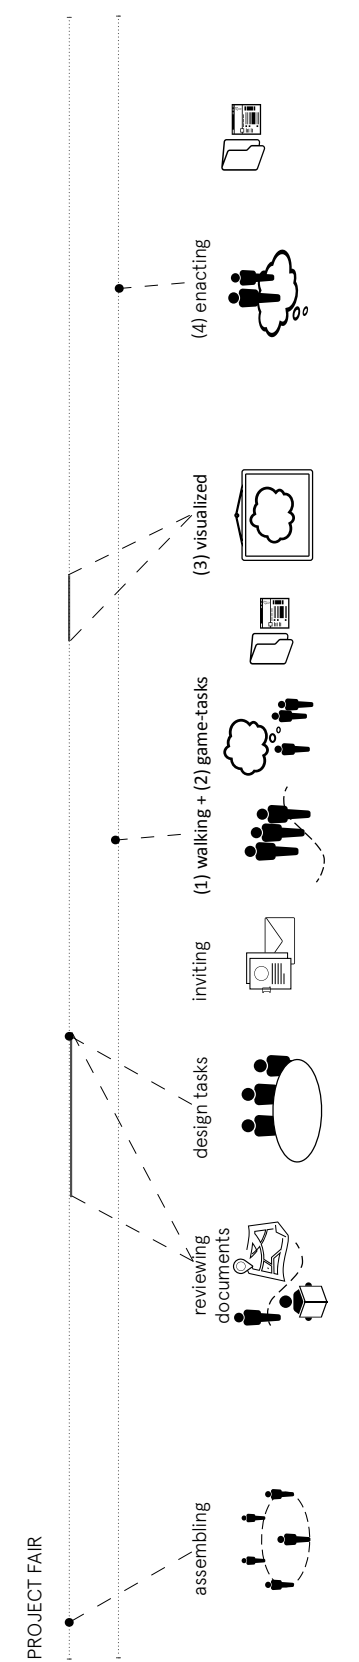 PROJECT FAIR
assembling
reviewing
documents
design tasks
inviting
(1) walking + (2) game-tasks
(3) visualized
(4) enacting